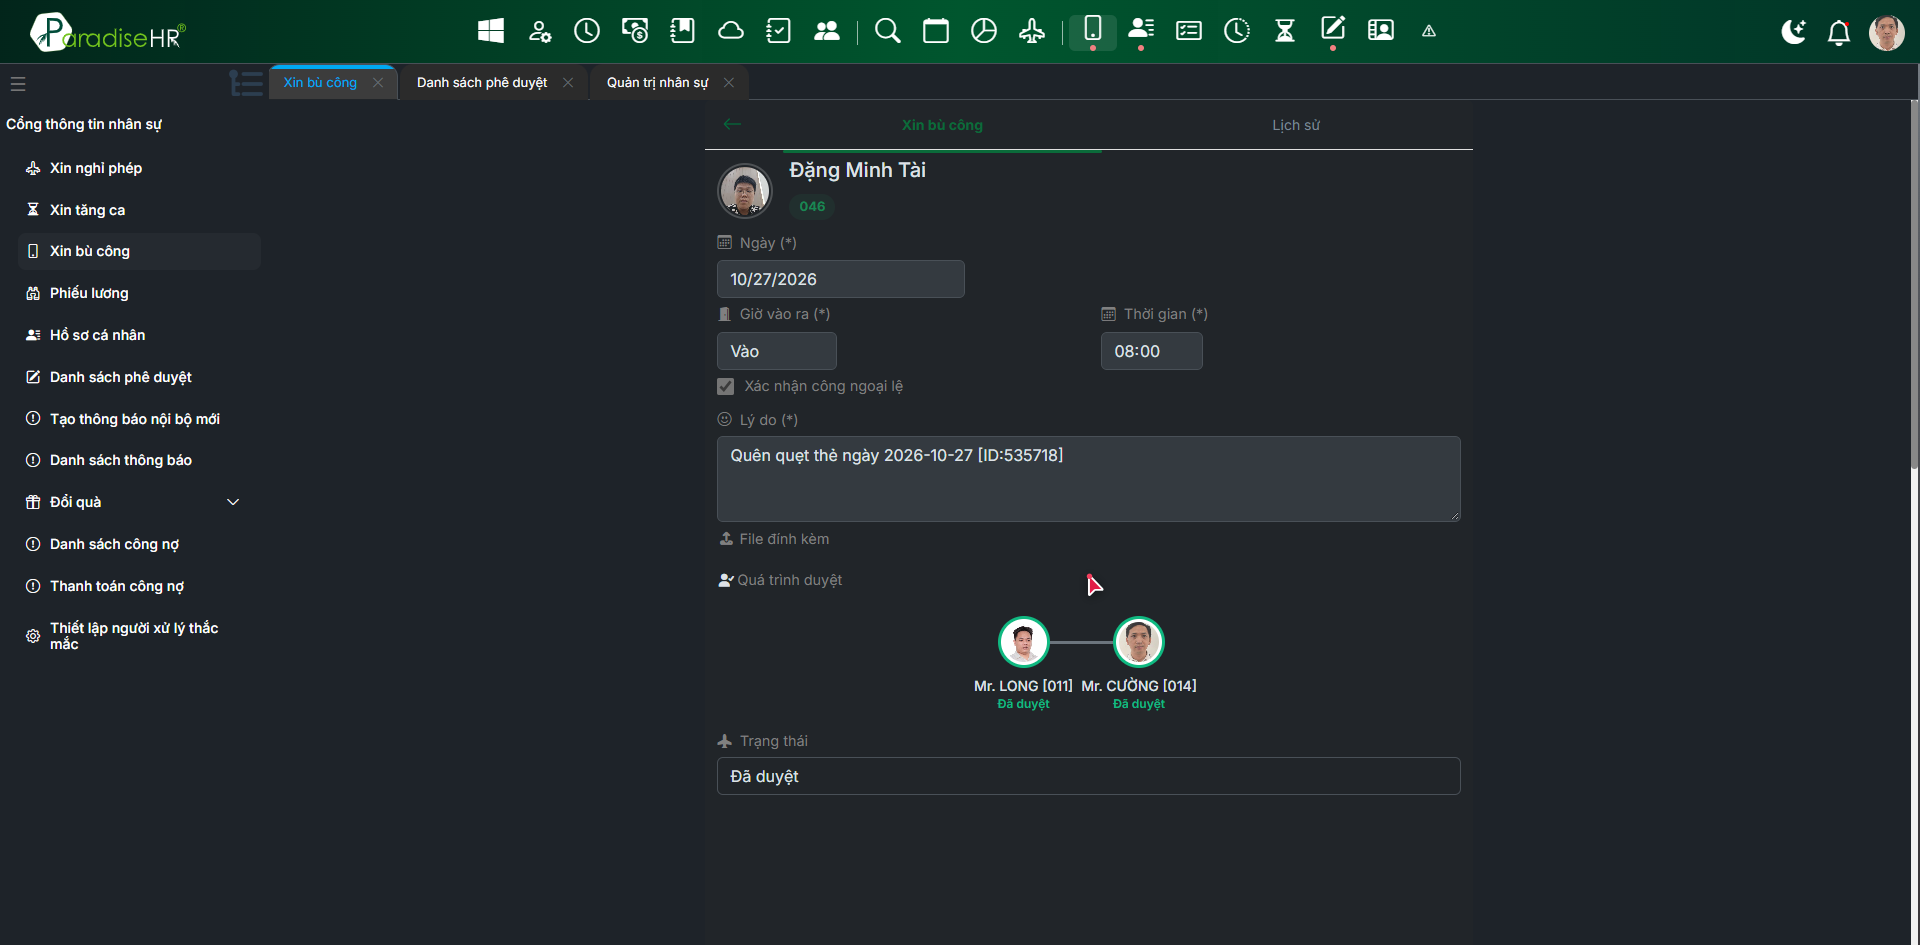 ParadiseHR®
Xin bù công
Danh sách phê duyệt
Quản trị nhân sự
Cổng thông tin nhân sự
Xin nghỉ phép
Xin tăng ca
Xin bù công
Phiếu lương
Hồ sơ cá nhân
Danh sách phê duyệt
Tạo thông báo nội bộ mới
Danh sách thông báo
Đổi quà
Danh sách công nợ
Thanh toán công nợ
Thiết lập người xử lý thắc
mắc
Xin bù công
Lịch sử
Đặng Minh Tài
046
Ngày (*)
10/27/2026
Giờ vào ra (*)
Thời gian (*)
Vào
08:00
Xác nhận công ngoại lệ
Lý do (*)
Quên quẹt thẻ ngày 2026-10-27 [ID:535718]
File đính kèm
Quá trình duyệt
Mr. LONG [011]
Đã duyệt
Mr. CƯỜNG [014]
Đã duyệt
Trạng thái
Đã duyệt